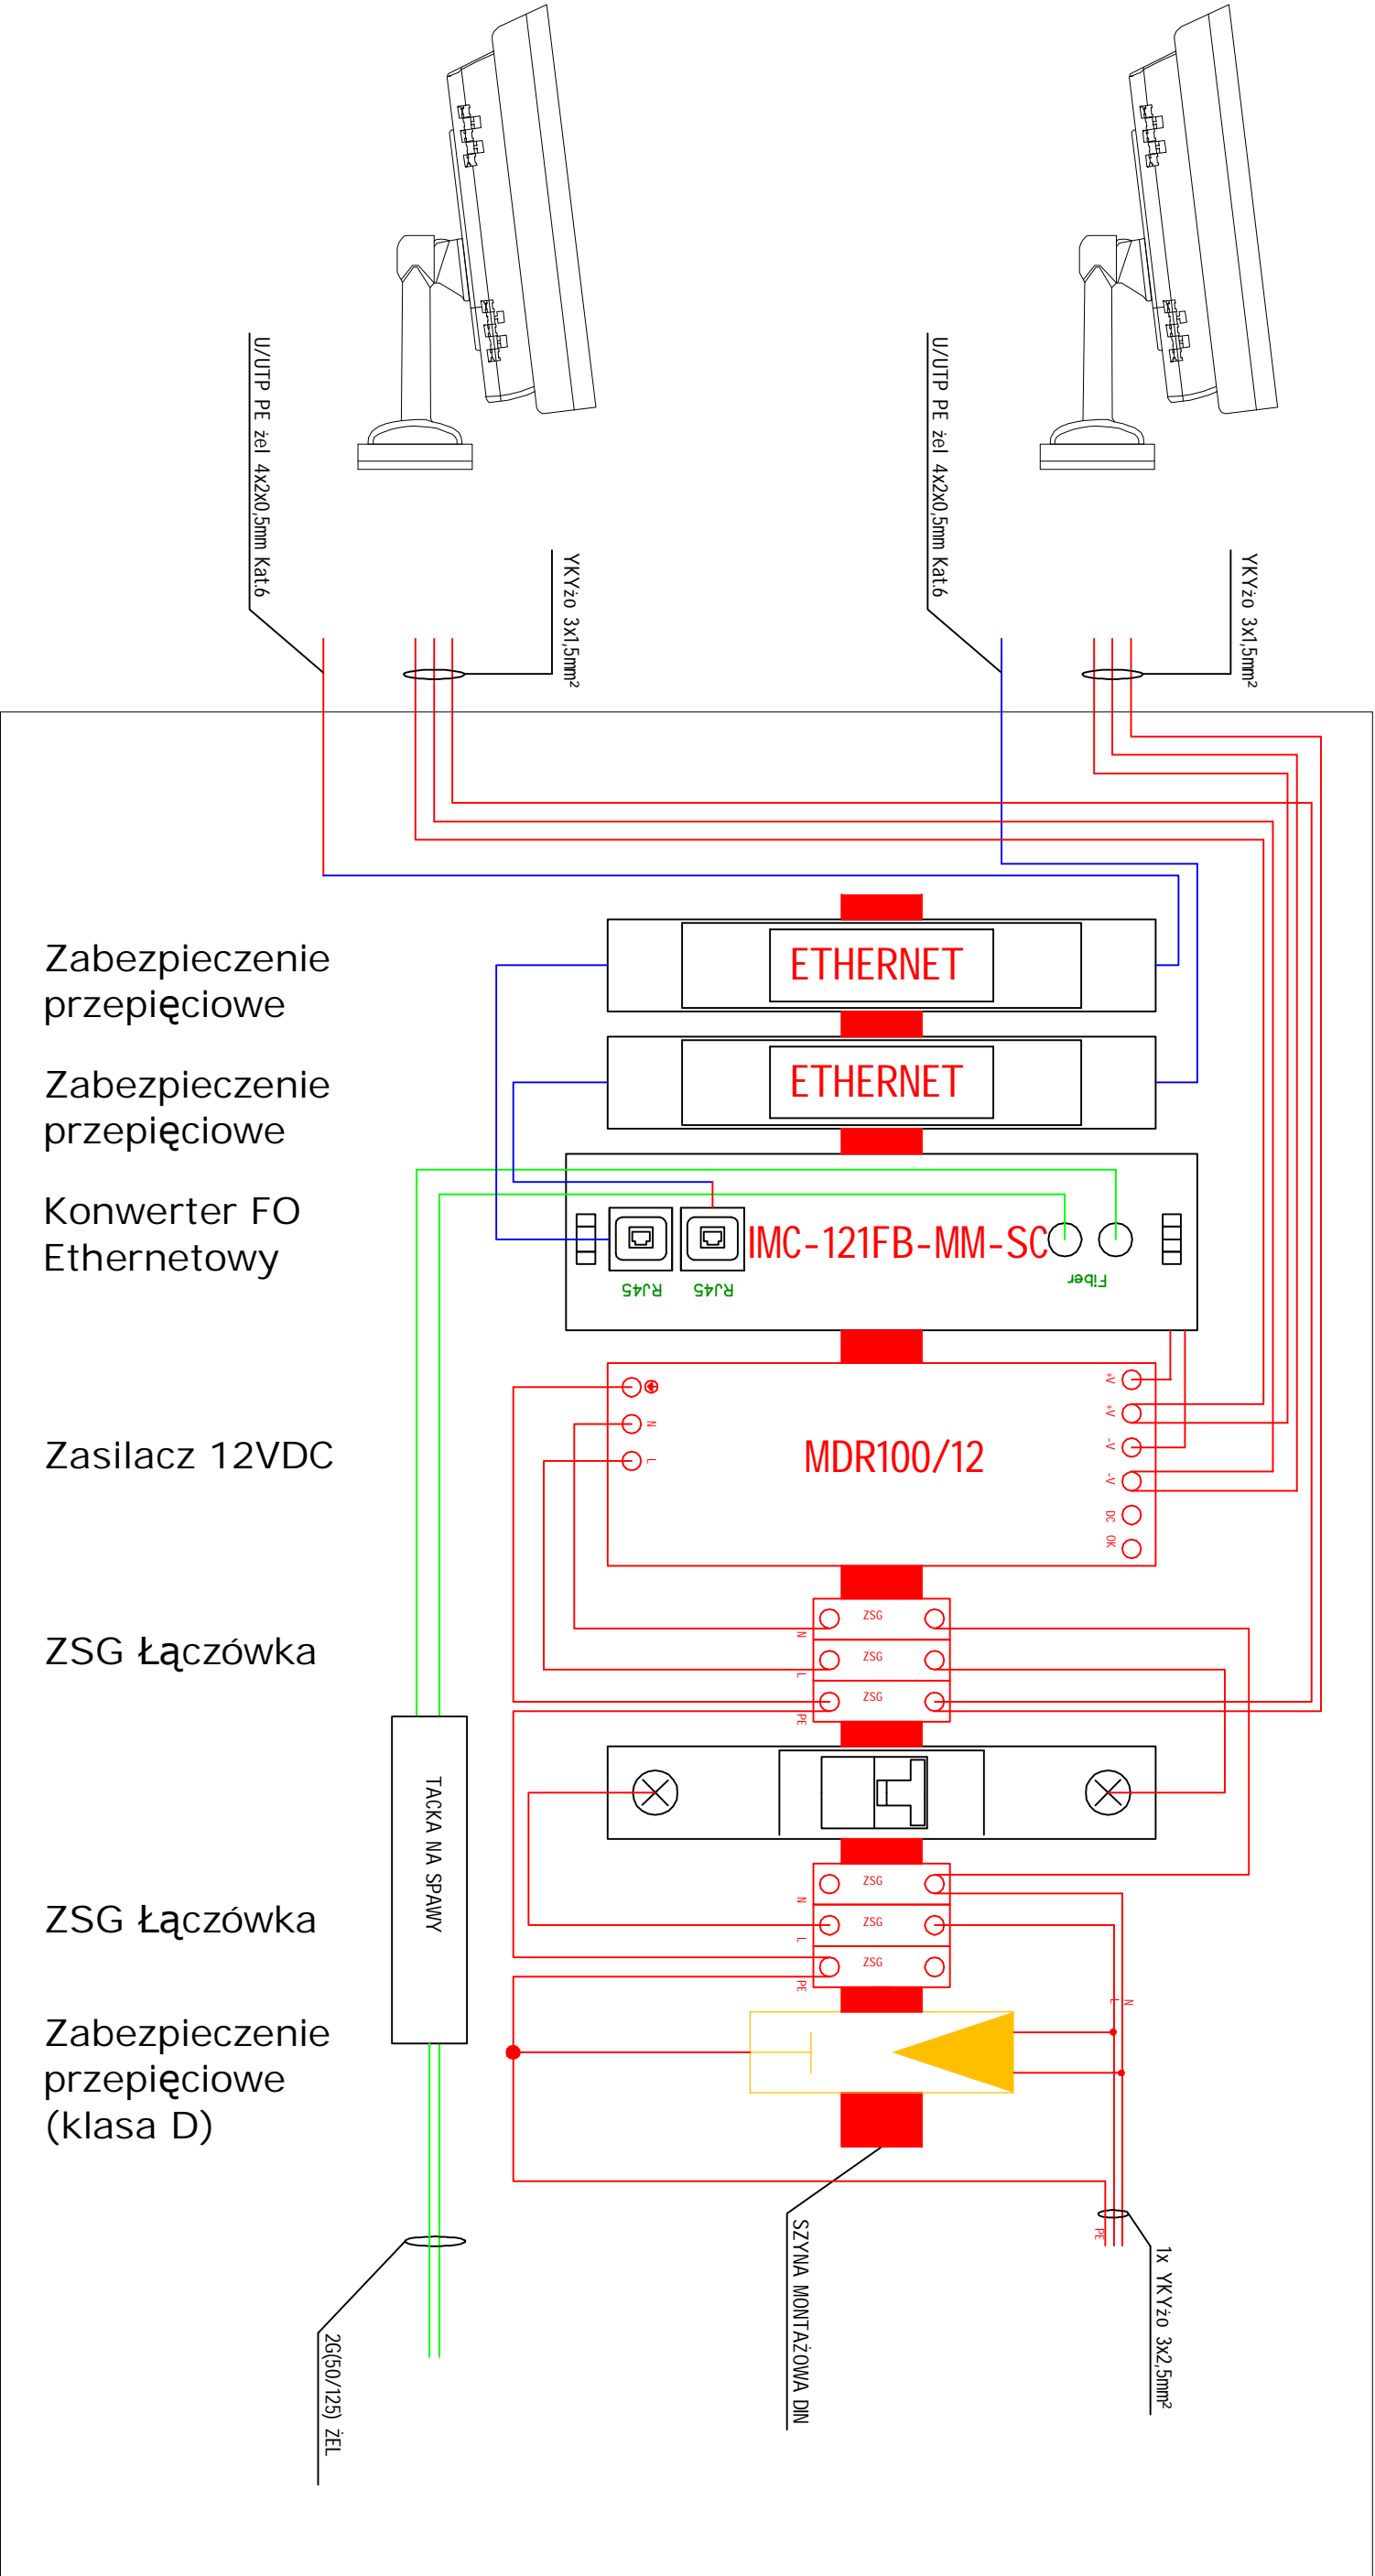 U/UTP PE żel 4x2x0,5mm Kat.6
YKYżo 3x1,5mm²
U/UTP PE żel 4x2x0,5mm Kat.6
YKYżo 3x1,5mm²
Zabezpieczenie
przepięciowe
ETHERNET
Zabezpieczenie
przepięciowe
ETHERNET
Konwerter FO
Ethernetowy
IMC-121FB-MM-SC
RJ45
RJ45
Fiber
Zasilacz 12VDC
MDR100/12
N
L
+V
+V
-V
-V
DC OK
ZSG Łączówka
ZSG
ZSG
ZSG
N
L
PE
TACKA NA SPAWY
ZSG Łączówka
ZSG
ZSG
ZSG
N
L
PE
L
N
Zabezpieczenie
przepięciowe
(klasa D)
PE
SZYNA MONTAŻOWA DIN
1x YKYżo 3x2,5mm²
2G(50/125) ŻEL